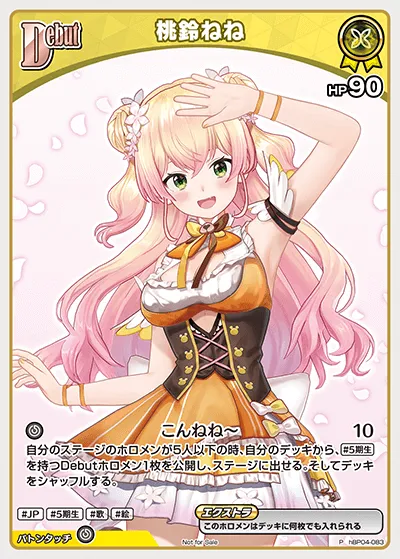 Debut
桃鈴ねね
HP90
こんねね〜
10
自分のステージのホロメンが5人以下の時、自分のデッキから、#5期生
を持つDebutホロメン1枚を公開し、ステージに出せる。そしてデッキ
をシャッフルする。
#JP #5期生 #歌 #絵
エクストラ
このホロメンはデッキに何枚でも入れられる
バトンタッチ
Not for Sale
P hBP04-083